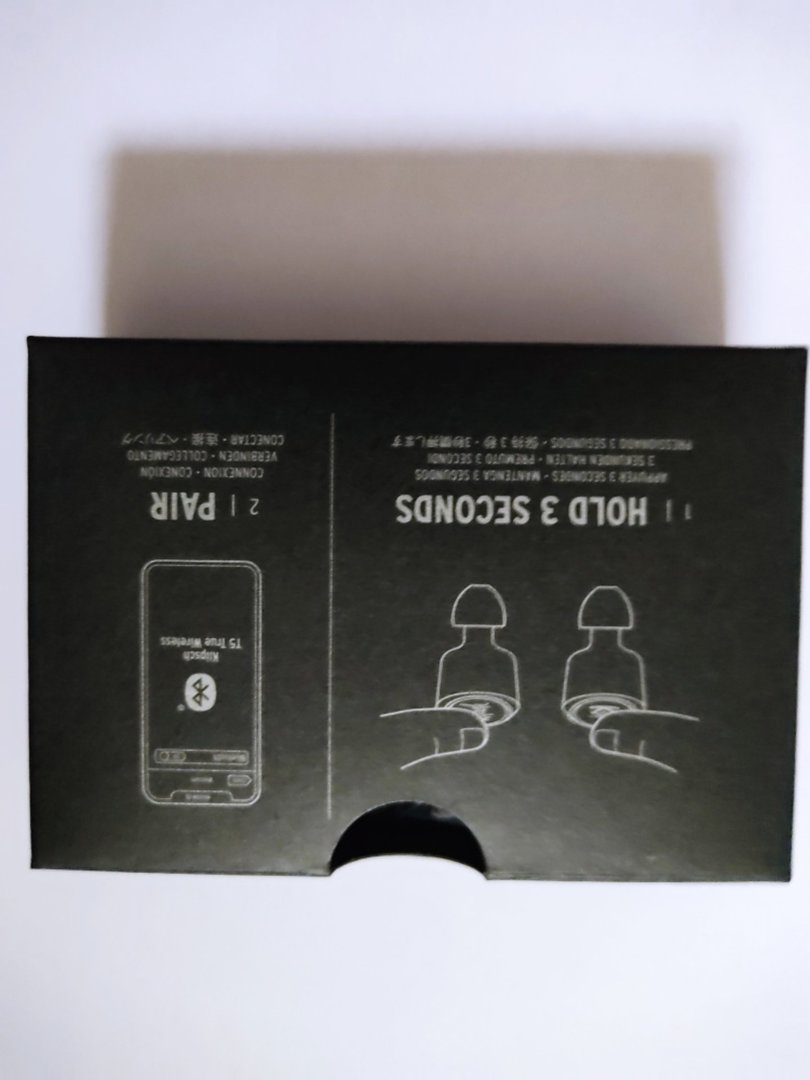 1 | HOLD 3 SECONDS
APPUYER 3 SECONDES • MANTENGA 3 SEGUNDOS
3 SEKUNDEN HALTEN • PREMUTO 3 SECONDI
PRESSIONADO 3 SEGUNDOS • 保持 3 秒 • 3秒間押します
2 | PAIR
CONNEXION • CONEXIÓN
VERBINDEN • COLLEGAMENTO
CONECTAR • 连接 • ペアリング
Klipsch
T5 True Wireless
Bluetooth